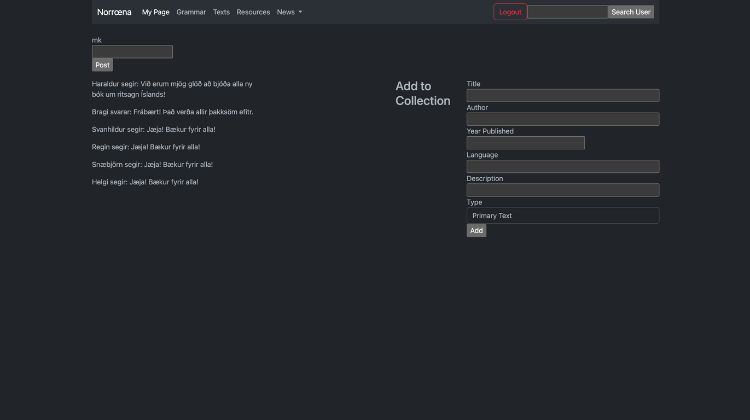 Norrœna My Page Grammar Texts Resources News Logout Search User
mk
Post
Haraldur segir: Við erum mjög glöð að bjóða alla ny
bók um ritsagn Íslands!
Bragi svarer: Frábært! Það verða allir þakksöm efitr.
Svanhildur segir: Jæja! Bækur fyrir alla!
Regin segir: Jæja! Bækur fyrir alla!
Snæbjörn segir: Jæja! Bækur fyrir alla!
Helgi segir: Jæja! Bækur fyrir alla!
Add to
Collection
Title
Author
Year Published
Language
Description
Type
Primary Text
Add